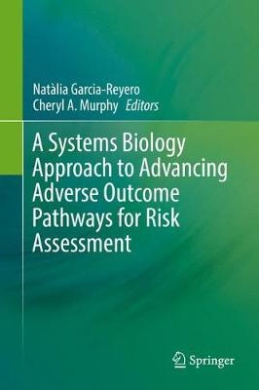 Natàlia Garcia-Reyero
Cheryl A. Murphy Editors
A Systems Biology
Approach to Advancing
Adverse Outcome
Pathways for Risk
Assessment
Springer